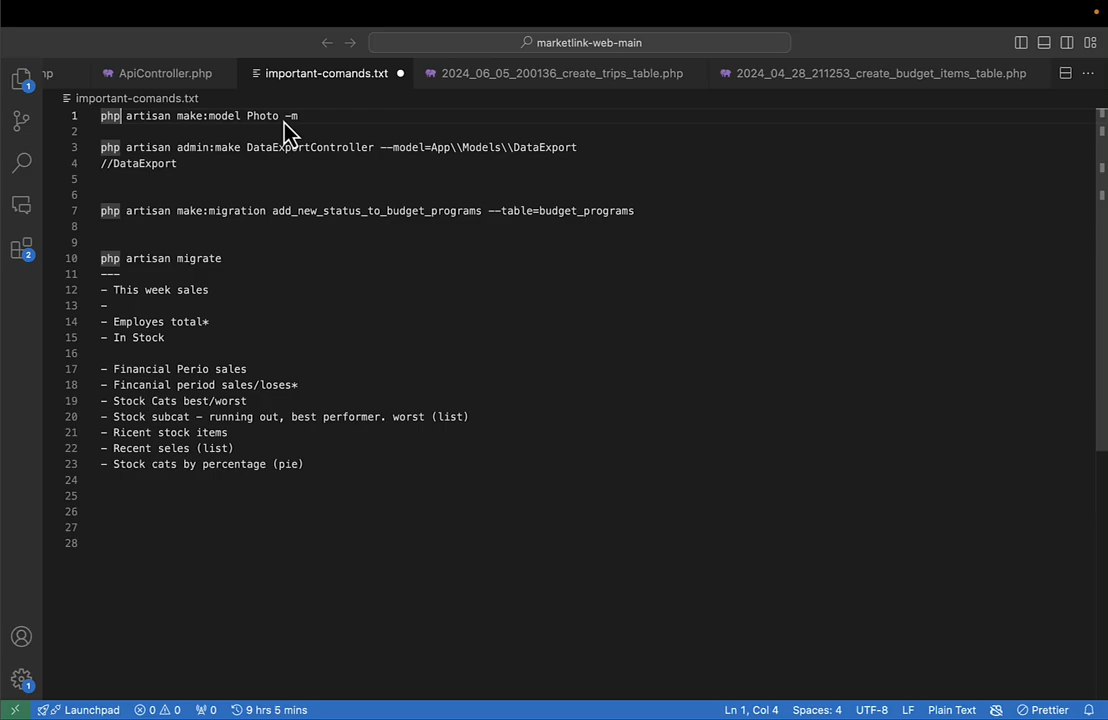 marketlink-web-main
hp
ApiController.php
important-comands.txt
2024_06_05_200136_create_trips_table.php
2024_04_28_211253_create_budget_items_table.php
important-comands.txt
1 php artisan make:model Photo -m
2
3 php artisan admin:make DataExportController --model=App\\Models\\DataExport
4 //DataExport
5
6
7 php artisan make:migration add_new_status_to_budget_programs --table=budget_programs
8
9
10 php artisan migrate
11 ---
12 - This week sales
13 -
14 - Employes total*
15 - In Stock
16
17 - Financial Perio sales
18 - Fincanial period sales/loses*
19 - Stock Cats best/worst
20 - Stock subcat - running out, best performer. worst (list)
21 - Ricent stock items
22 - Recent seles (list)
23 - Stock cats by percentage (pie)
24
25
26
27
28
1
2
1
Launchpad 0 0 0 9 hrs 5 mins Ln 1, Col 4 Spaces: 4 UTF-8 LF Plain Text Prettier